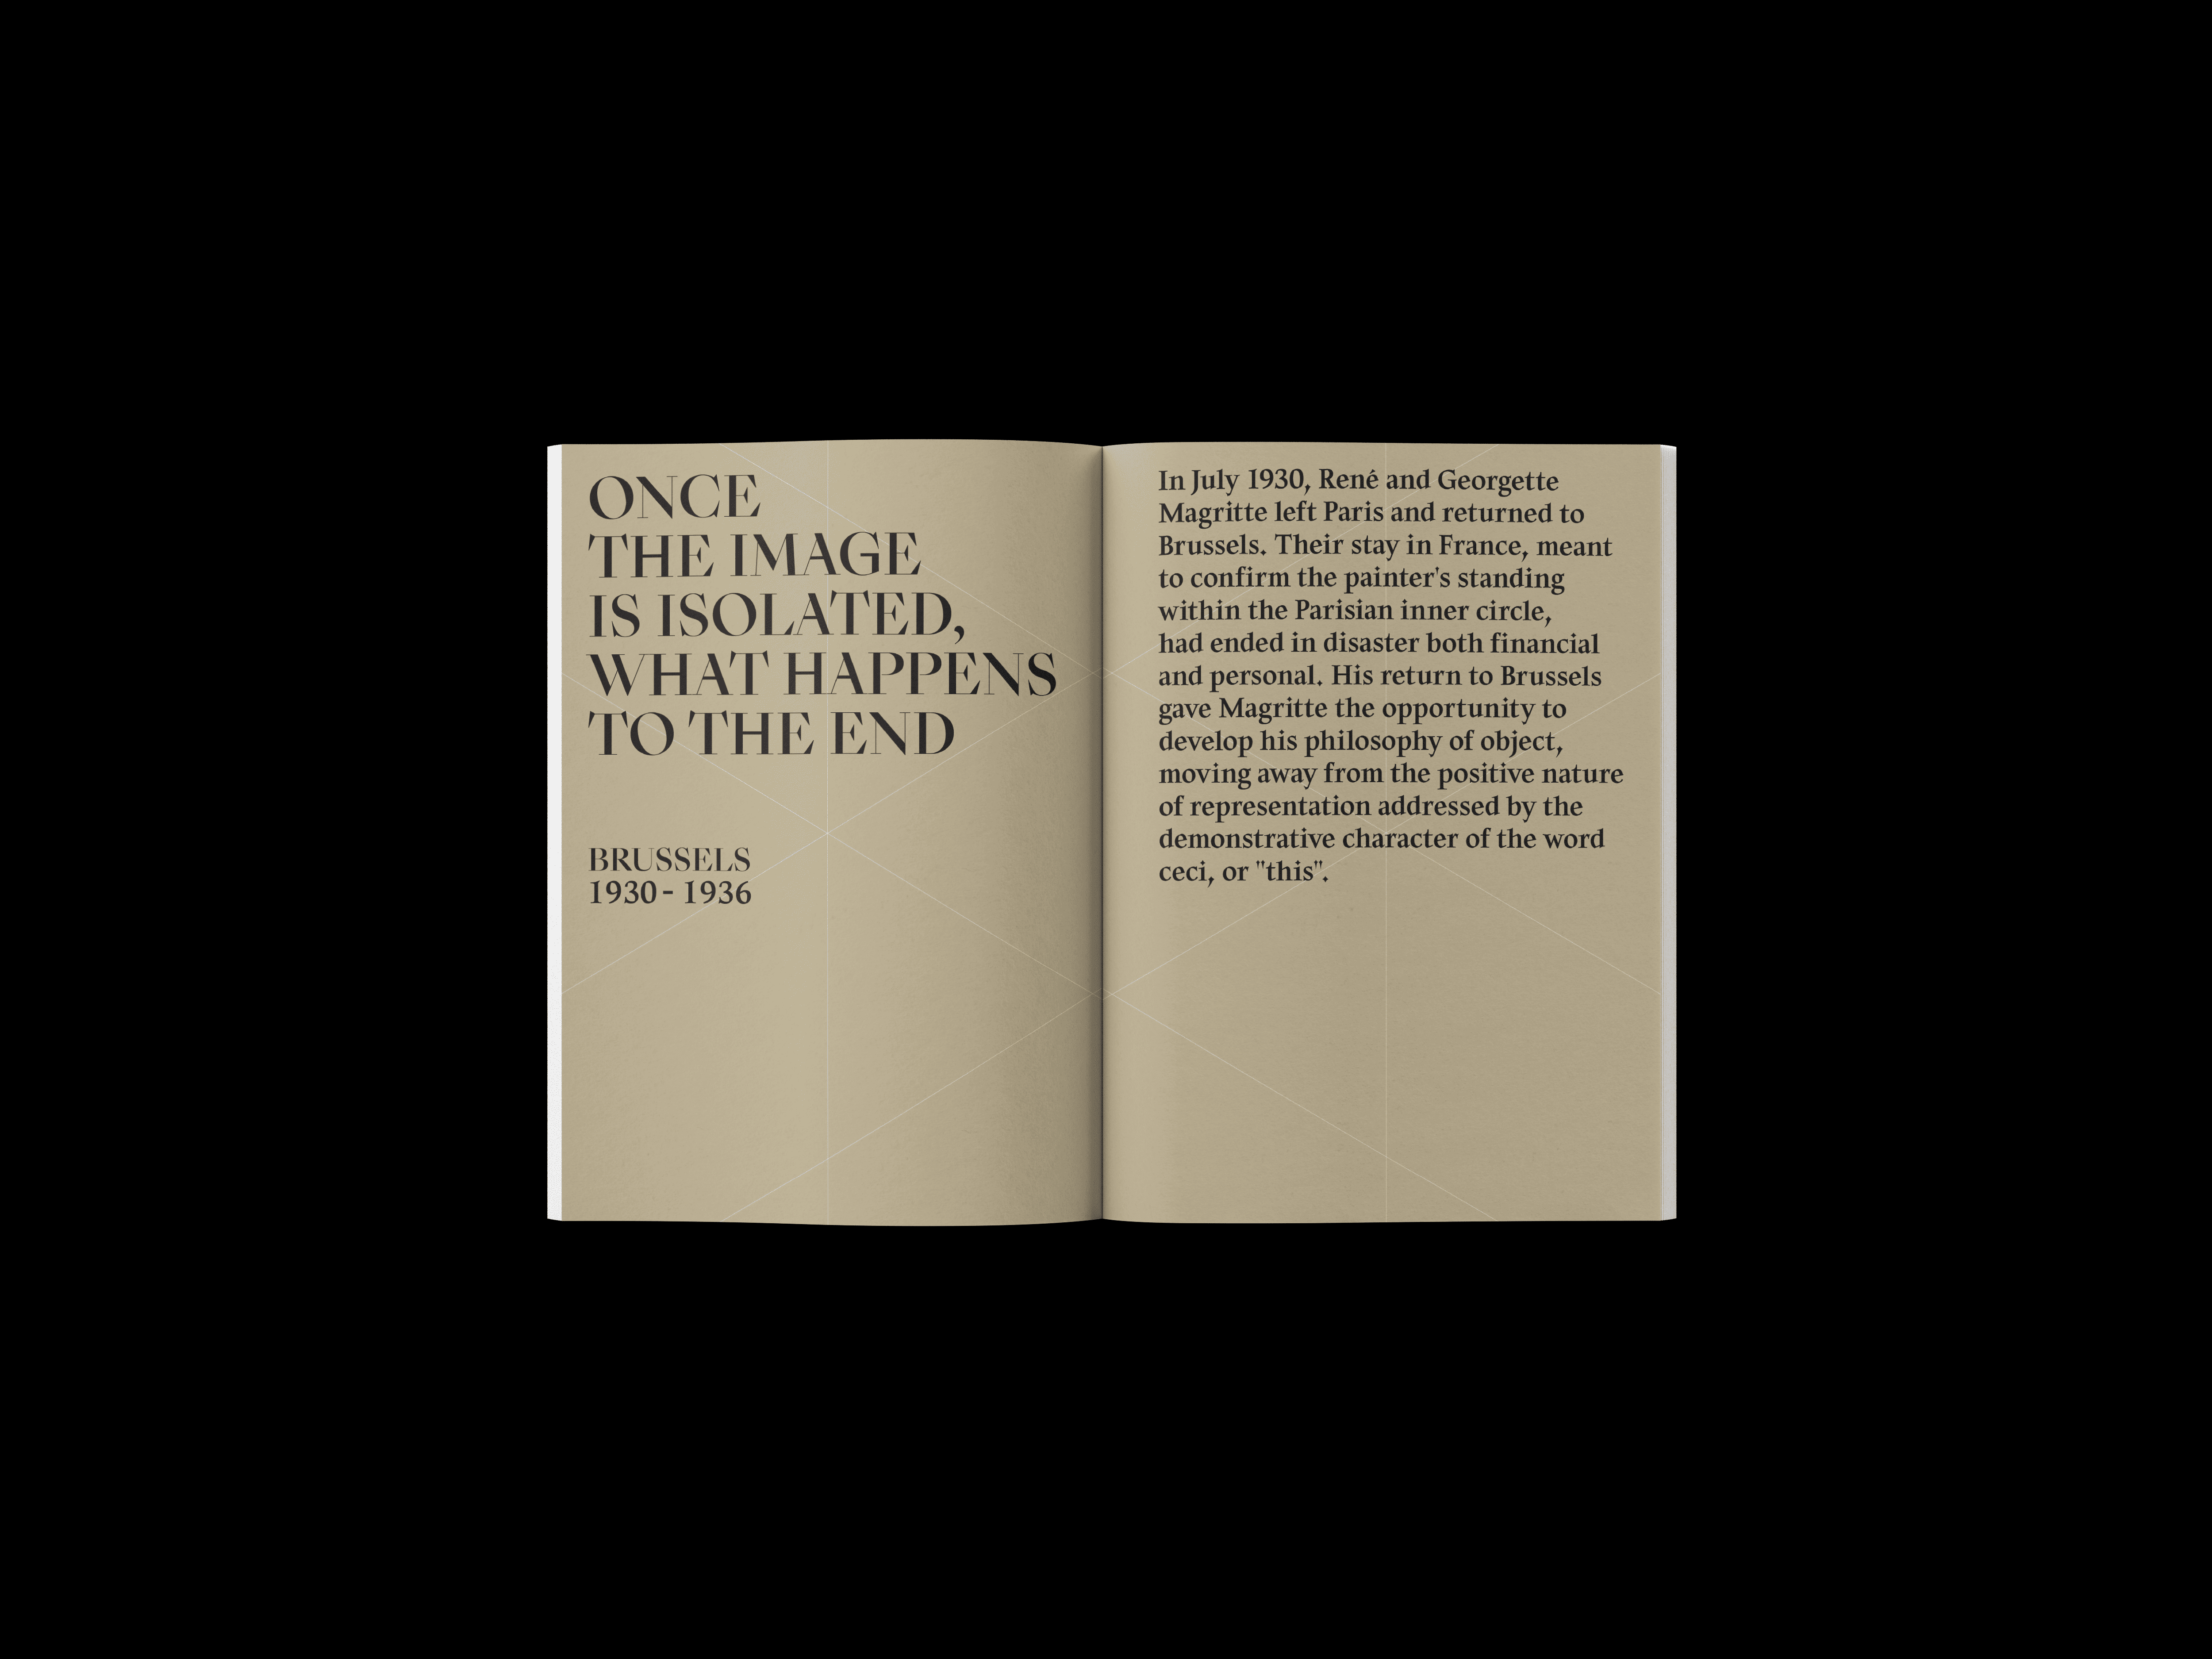 ONCE
THE IMAGE
IS ISOLATED,
WHAT HAPPENS
TO THE END
BRUSSELS
1930 - 1936
In July 1930, René and Georgette
Magritte left Paris and returned to
Brussels. Their stay in France, meant
to confirm the painter's standing
within the Parisian inner circle,
had ended in disaster both financial
and personal. His return to Brussels
gave Magritte the opportunity to
develop his philosophy of object,
moving away from the positive nature
of representation addressed by the
demonstrative character of the word
ceci, or "this".